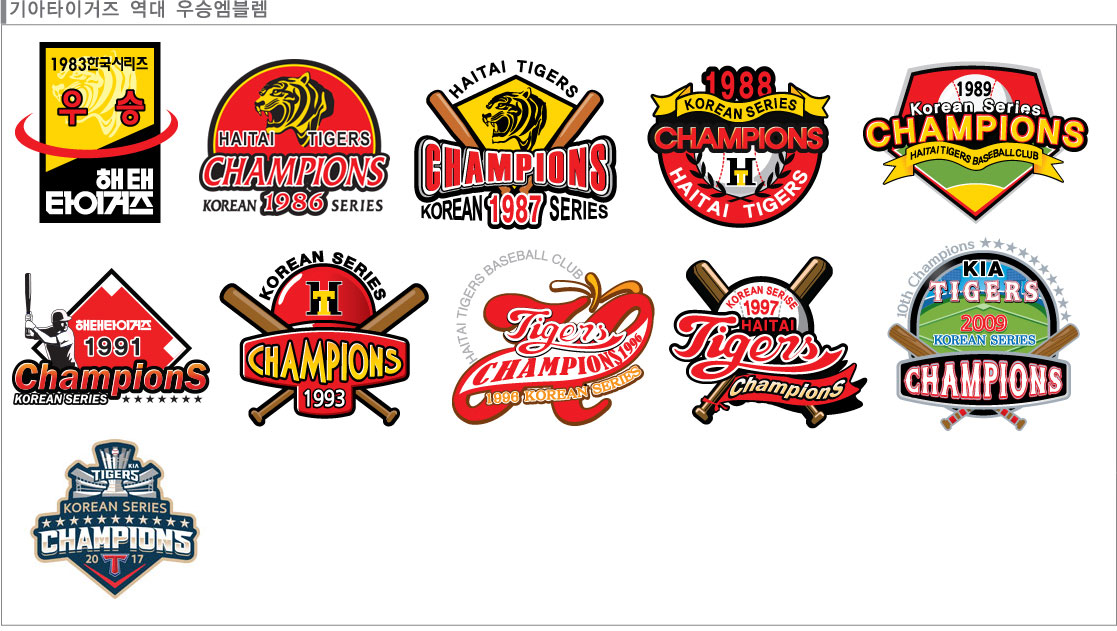 기아타이거즈 역대 우승엠블렘
1983한국시리즈
우 승
해태
타이거즈
HAITAI TIGERS
CHAMPIONS
KOREAN 1986 SERIES
HAITAI TIGERS
CHAMPIONS
KOREAN 1987 SERIES
1988
KOREAN SERIES
CHAMPIONS
H
T
HAITAI TIGERS
1989
Korean Series
CHAMPIONS
HAITAI TIGERS BASEBALL CLUB
해태타이거즈
1991
ChampionS
KOREAN SERIES
KOREAN SERIES
H
T
CHAMPIONS
1993
HAITAI TIGERS BASEBALL CLUB
Tigers
CHAMPIONS 1996
1996 KOREAN SERIES
KOREAN SERISE
1997
HAITAI
Tigers
ChampionS
10th Champions
KIA
TIGERS
2009
KOREAN SERIES
CHAMPIONS
KIA
TIGERS
KOREAN SERIES
CHAMPIONS
20 T 17